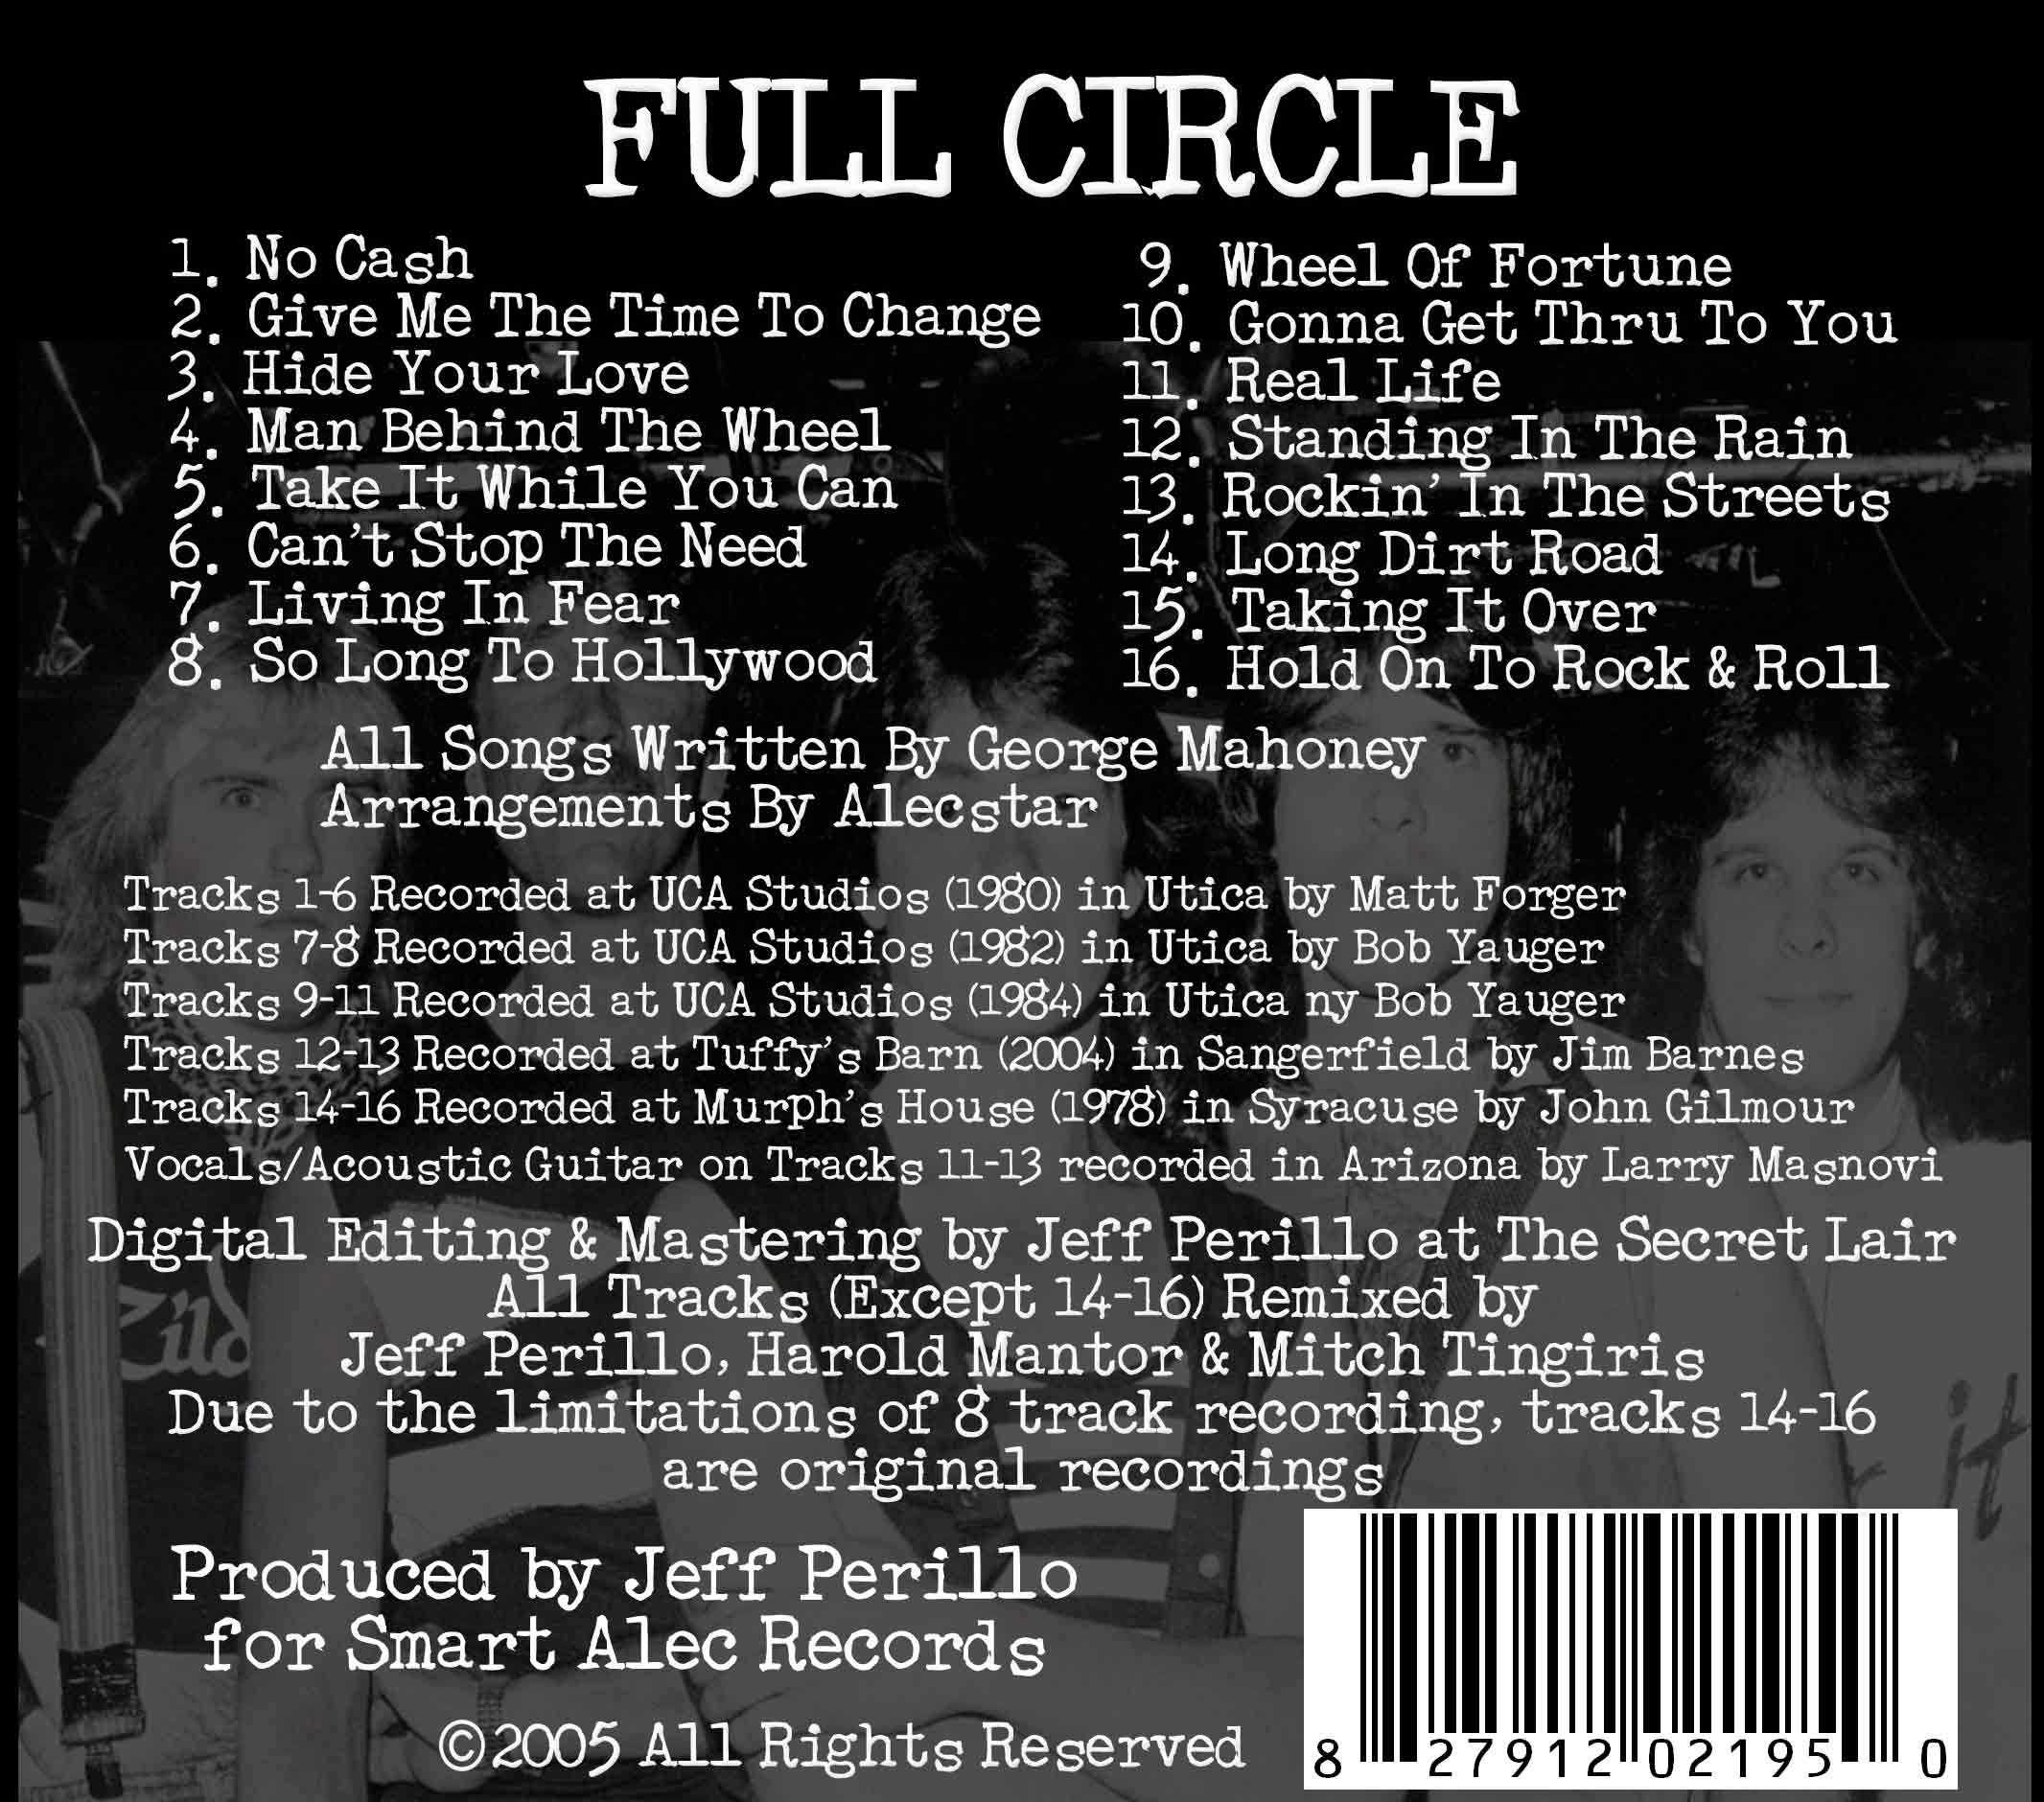 FULL CIRCLE
1. No Cash
2. Give Me The Time To Change
3. Hide Your Love
4. Man Behind The Wheel
5. Take It While You Can
6. Can't Stop The Need
7. Living In Fear
8. So Long To Hollywood
9. Wheel Of Fortune
10. Gonna Get Thru To You
11. Real Life
12. Standing In The Rain
13. Rockin' In The Streets
14. Long Dirt Road
15. Taking It Over
16. Hold On To Rock & Roll
All Songs Written By George Mahoney
Arrangements By Alecstar
Tracks 1-6 Recorded at UCA Studios (1980) in Utica by Matt Forger
Tracks 7-8 Recorded at UCA Studios (1982) in Utica by Bob Yauger
Tracks 9-11 Recorded at UCA Studios (1984) in Utica ny Bob Yauger
Tracks 12-13 Recorded at Tuffy's Barn (2004) in Sangerfield by Jim Barnes
Tracks 14-16 Recorded at Murph's House (1978) in Syracuse by John Gilmour
Vocals/Acoustic Guitar on Tracks 11-13 recorded in Arizona by Larry Masnovi
Digital Editing & Mastering by Jeff Perillo at The Secret Lair
All Tracks (Except 14-16) Remixed by
Jeff Perillo, Harold Mantor & Mitch Tingiris
Due to the limitations of 8 track recording, tracks 14-16
are original recordings
Produced by Jeff Perillo
for Smart Alec Records
©2005 All Rights Reserved
8 27912 02195 0
Zild
it